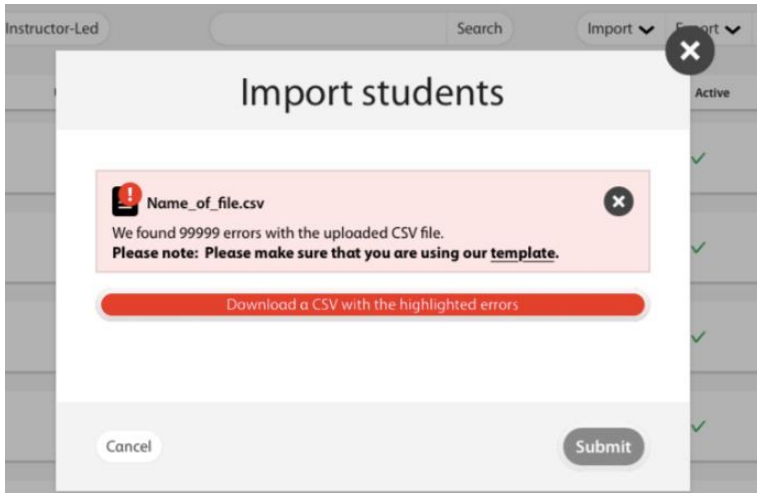 Instructor-Led
Search
Import
Export
Import students
Active
Name_of_file.csv
We found 99999 errors with the uploaded CSV file.
Please note: Please make sure that you are using our template.
Download a CSV with the highlighted errors
Cancel
Submit